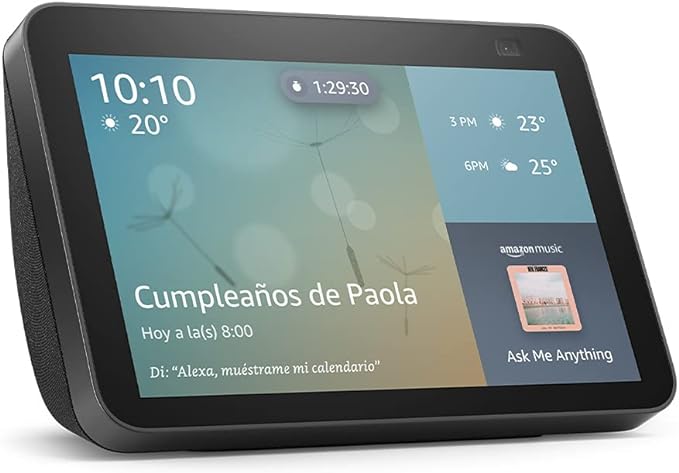 10:10
20°
1:29:30
Cumpleaños de Paola
Hoy a la(s) 8:00
Di: “Alexa, muéstrame mi calendario”
3 PM 23°
6PM 25°
amazon music
Ask Me Anything